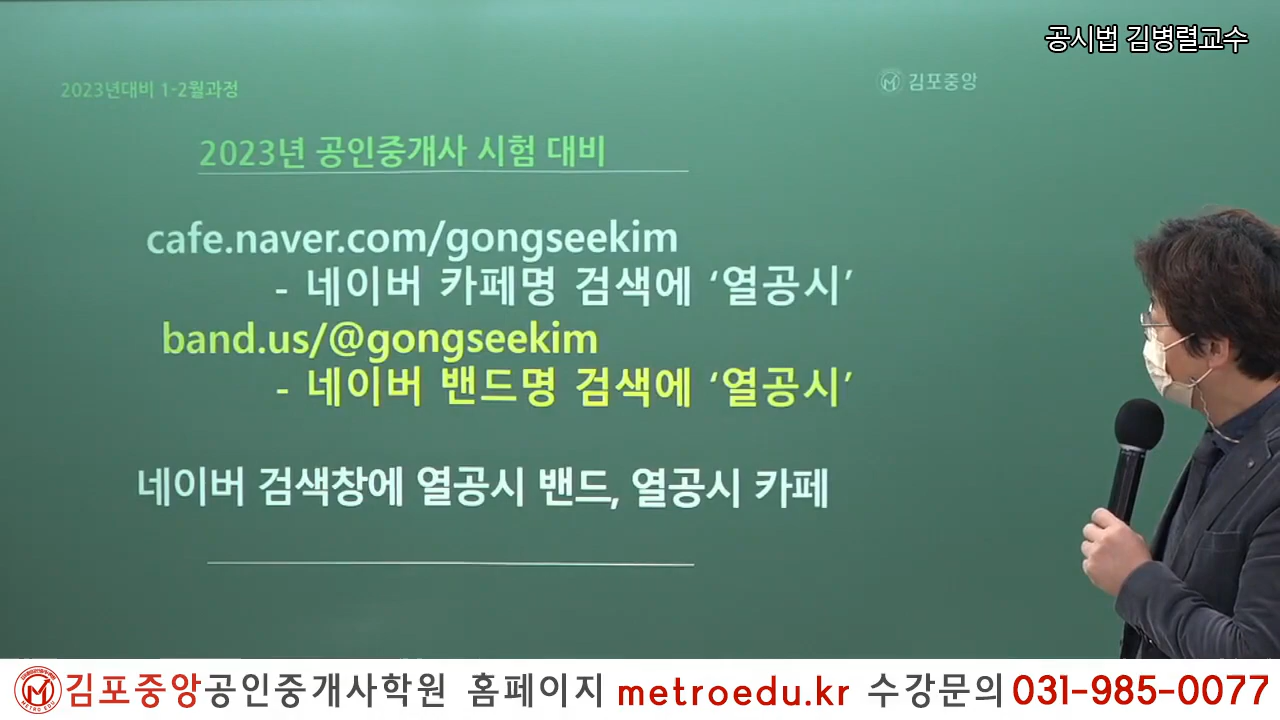 공시법 김병렬교수
2023년대비 1-2월과정
김포중앙
2023년 공인중개사 시험 대비
cafe.naver.com/gongseekim
- 네이버 카페명 검색에 ‘열공시’
band.us/@gongseekim
- 네이버 밴드명 검색에 ‘열공시’
네이버 검색창에 열공시 밴드, 열공시 카페
METRO EDU
김포중앙공인중개사학원 홈페이지 metroedu.kr 수강문의 031-985-0077